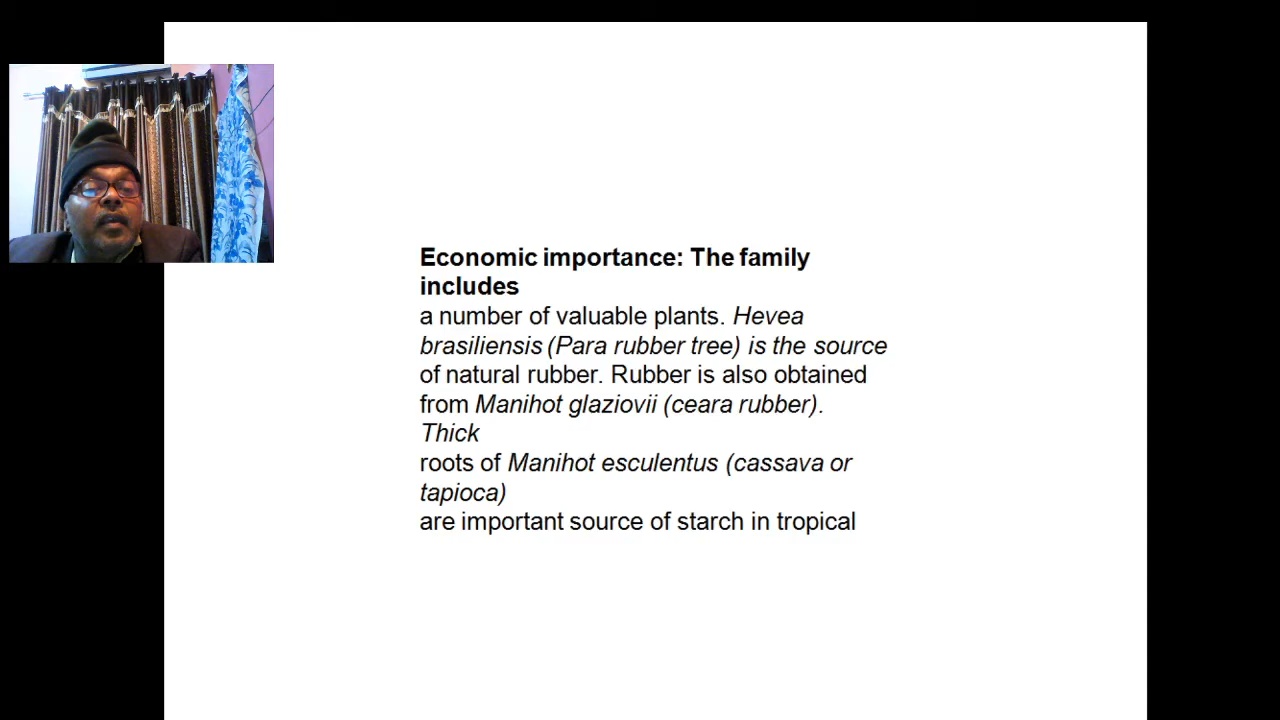 Economic importance: The family
includes
a number of valuable plants. Hevea
brasiliensis (Para rubber tree) is the source
of natural rubber. Rubber is also obtained
from Manihot glaziovii (ceara rubber).
Thick
roots of Manihot esculentus (cassava or
tapioca)
are important source of starch in tropical